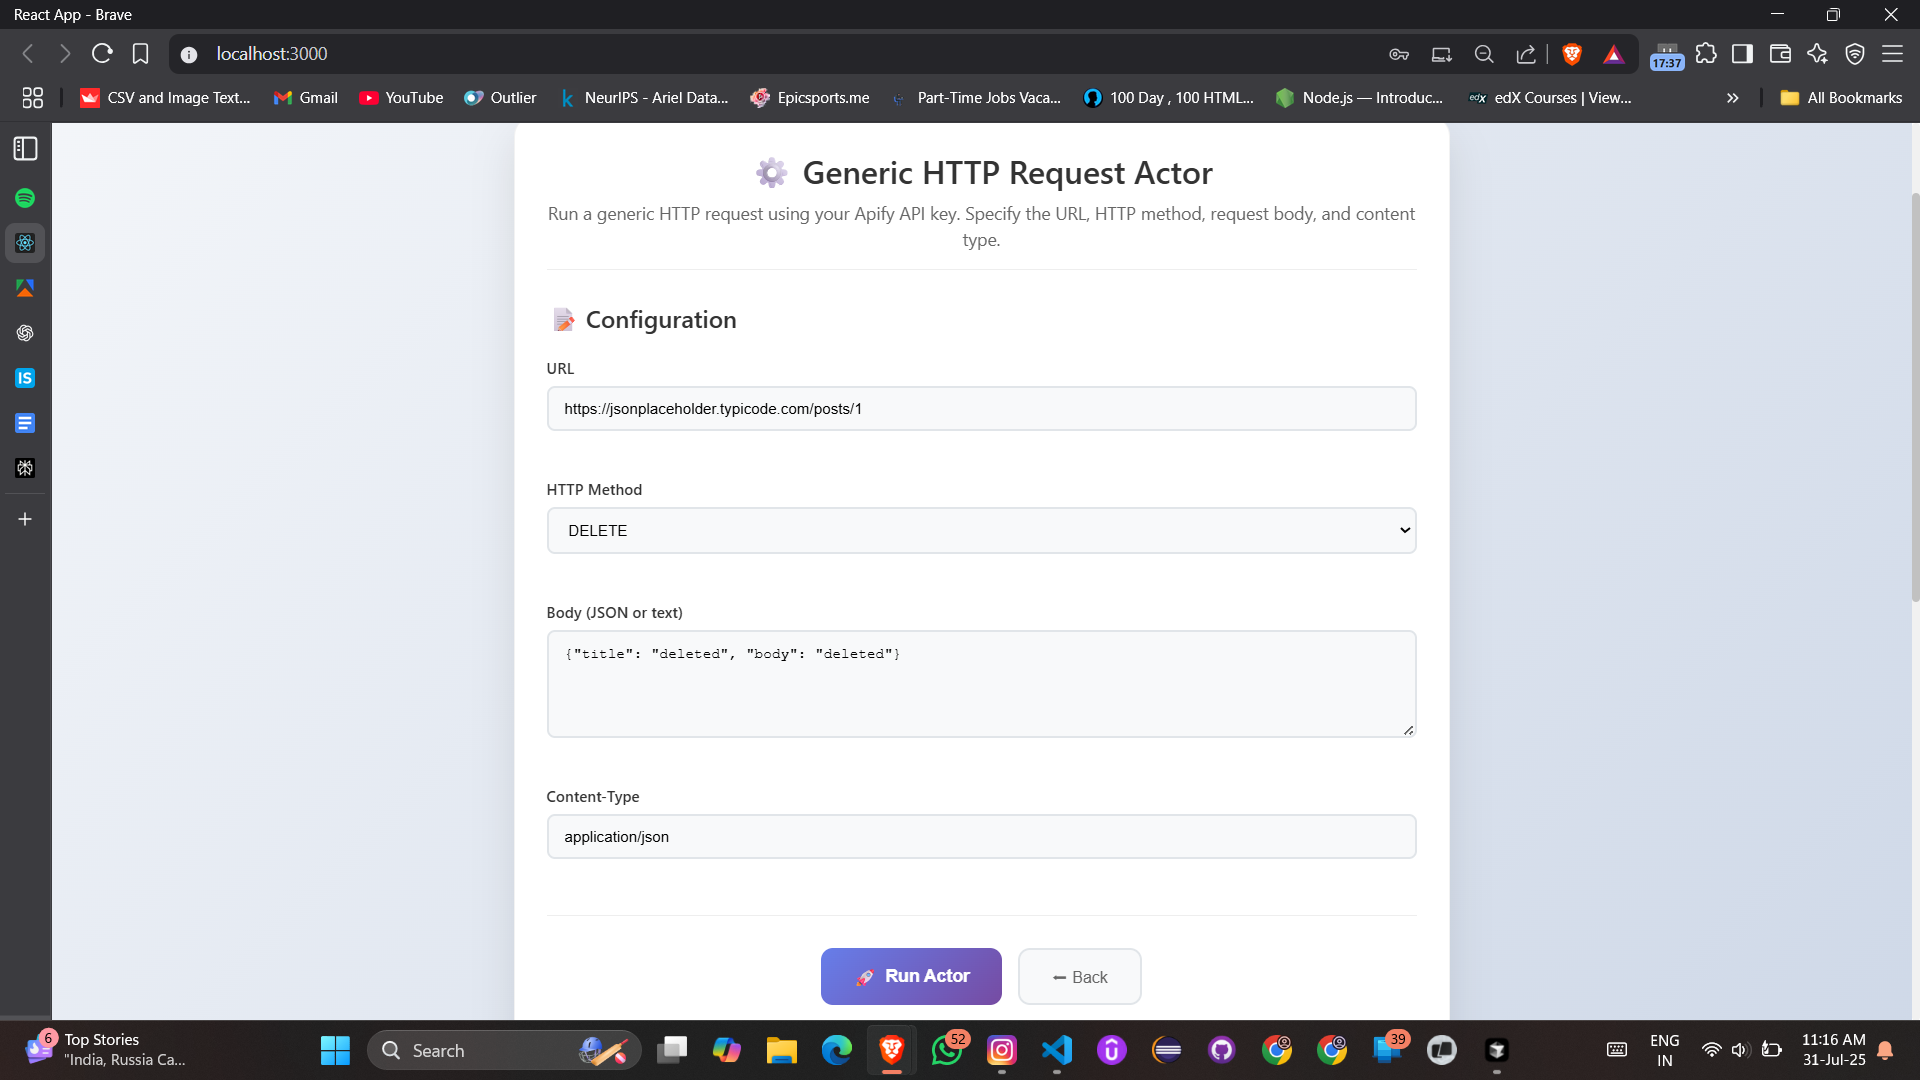 React App - Brave
localhost:3000
17:37
CSV and Image Text...
Gmail
YouTube
Outlier
NeurIPS - Ariel Data...
Epicsports.me
Part-Time Jobs Vaca...
100 Day , 100 HTML...
Node.js — Introduc...
edX Courses | View...
All Bookmarks
Generic HTTP Request Actor
Run a generic HTTP request using your Apify API key. Specify the URL, HTTP method, request body, and content
type.
Configuration
URL
https://jsonplaceholder.typicode.com/posts/1
HTTP Method
DELETE
Body (JSON or text)
{"title": "deleted", "body": "deleted"}
Content-Type
application/json
Run Actor
Back
6
Top Stories
"India, Russia Ca...
Search
52
39
ENG
IN
11:16 AM
31-Jul-25